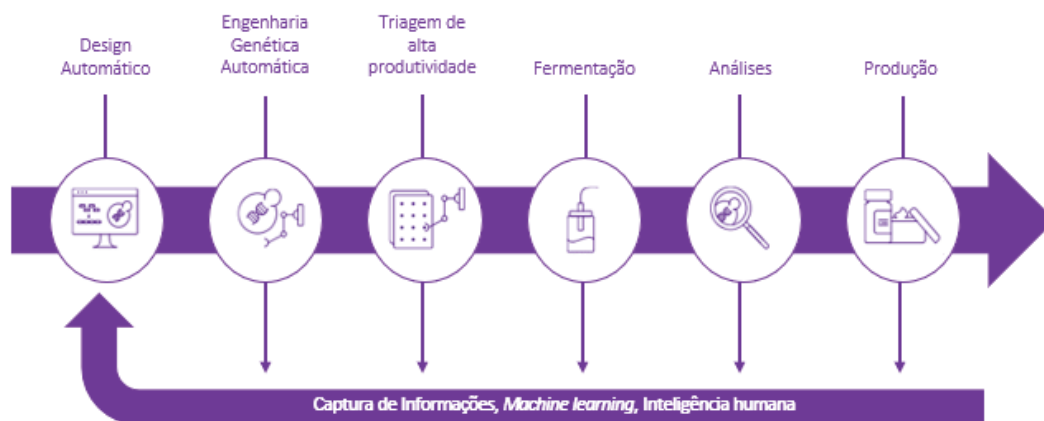 Design
Automático
Engenharia
Genética
Automática
Triagem de
alta
produtividade
Fermentação
Análises
Produção
Captura de Informações, Machine learning, Inteligência humana